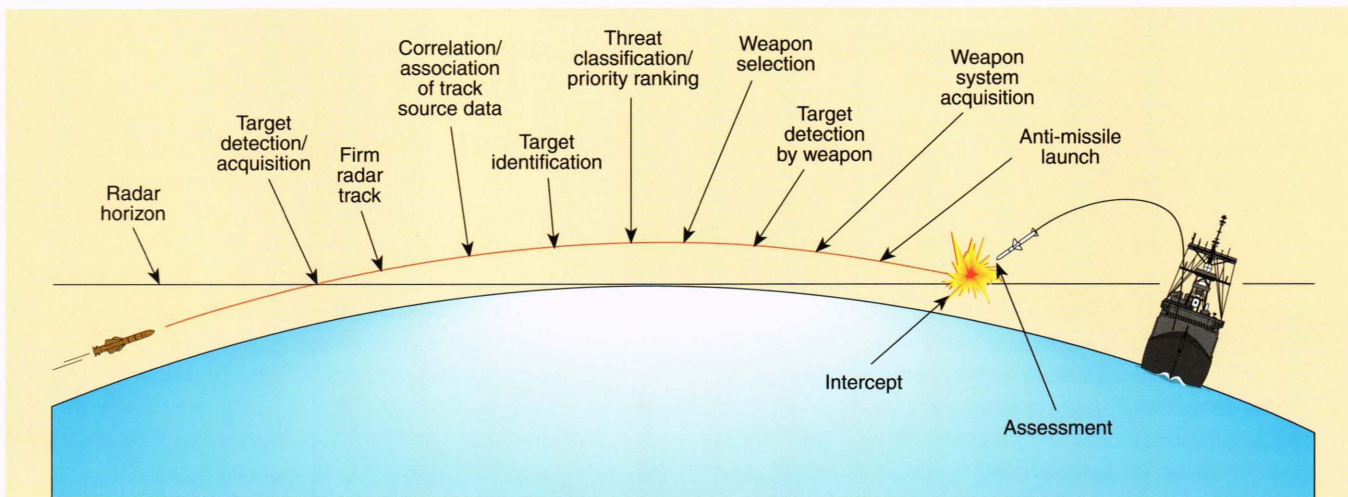 Radar
horizon
Target
detection/
acquisition
Firm
radar
track
Correlation/
association
of track
source data
Target
identification
Threat
classification/
priority ranking
Weapon
selection
Target
detection
by weapon
Weapon
system
acquisition
Anti-missile
launch
Intercept
Assessment